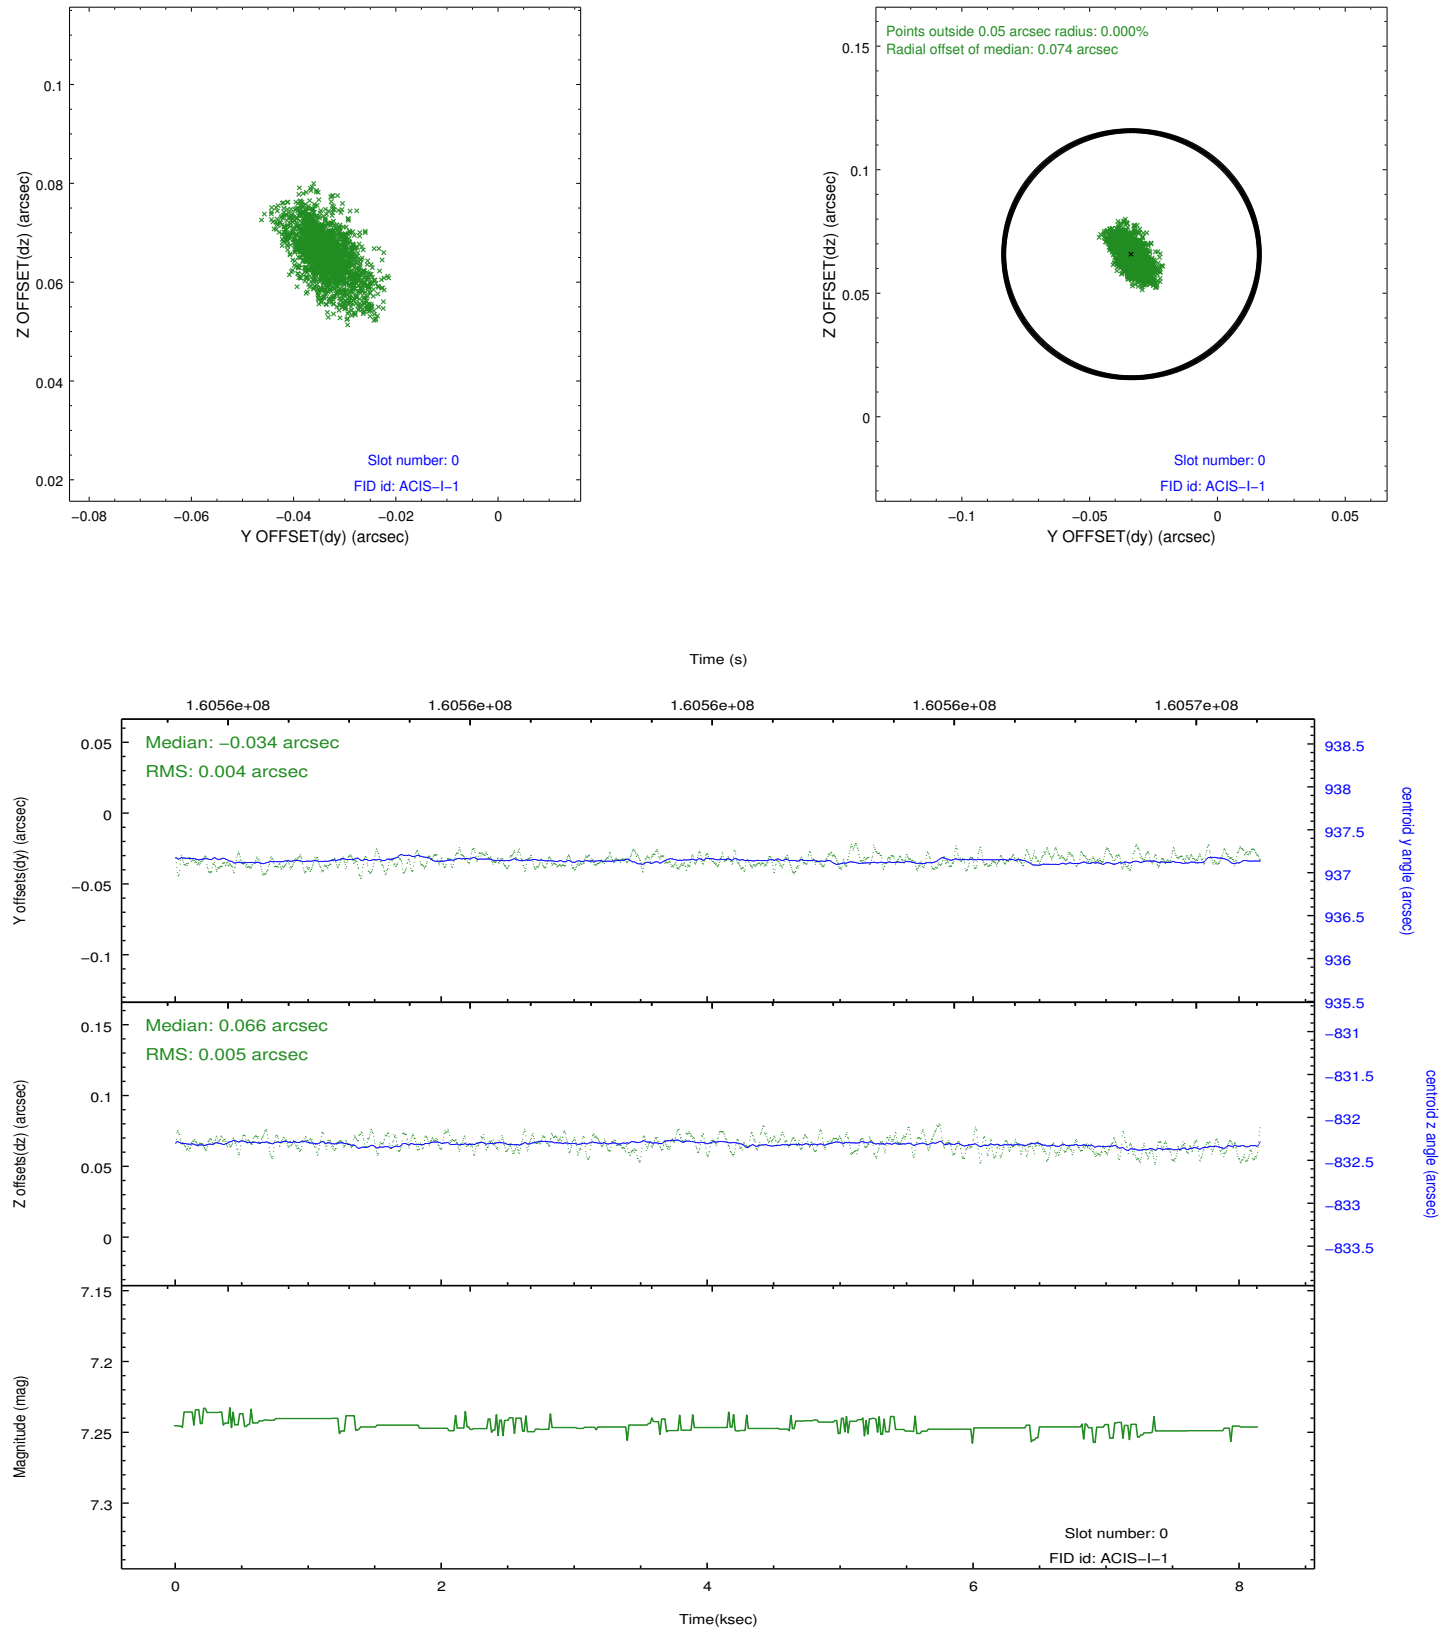 0.1
0.08
0.06
0.04
0.02
−0.08
−0.06
−0.04
−0.02
0
Z OFFSET(dz) (arcsec)
Y OFFSET(dy) (arcsec)
Slot number: 0
FID id: ACIS−I−1
Points outside 0.05 arcsec radius: 0.000%
Radial offset of median: 0.074 arcsec
0.15
0.1
0.05
0
−0.1
−0.05
0
0.05
Z OFFSET(dz) (arcsec)
Y OFFSET(dy) (arcsec)
Slot number: 0
FID id: ACIS−I−1
Time (s)
1.6056e+08
1.6056e+08
1.6056e+08
1.6056e+08
1.6057e+08
Median: −0.034 arcsec
RMS: 0.004 arcsec
0.05
0
−0.05
−0.1
Y offsets(dy) (arcsec)
938.5
938
937.5
937
936.5
936
935.5
centroid y angle (arcsec)
Median: 0.066 arcsec
RMS: 0.005 arcsec
0.15
0.1
0.05
0
Z offsets(dz) (arcsec)
−831
−831.5
−832
−832.5
−833
−833.5
centroid z angle (arcsec)
7.15
7.2
7.25
7.3
Magnitude (mag)
Slot number: 0
FID id: ACIS−I−1
0
2
4
6
8
Time(ksec)